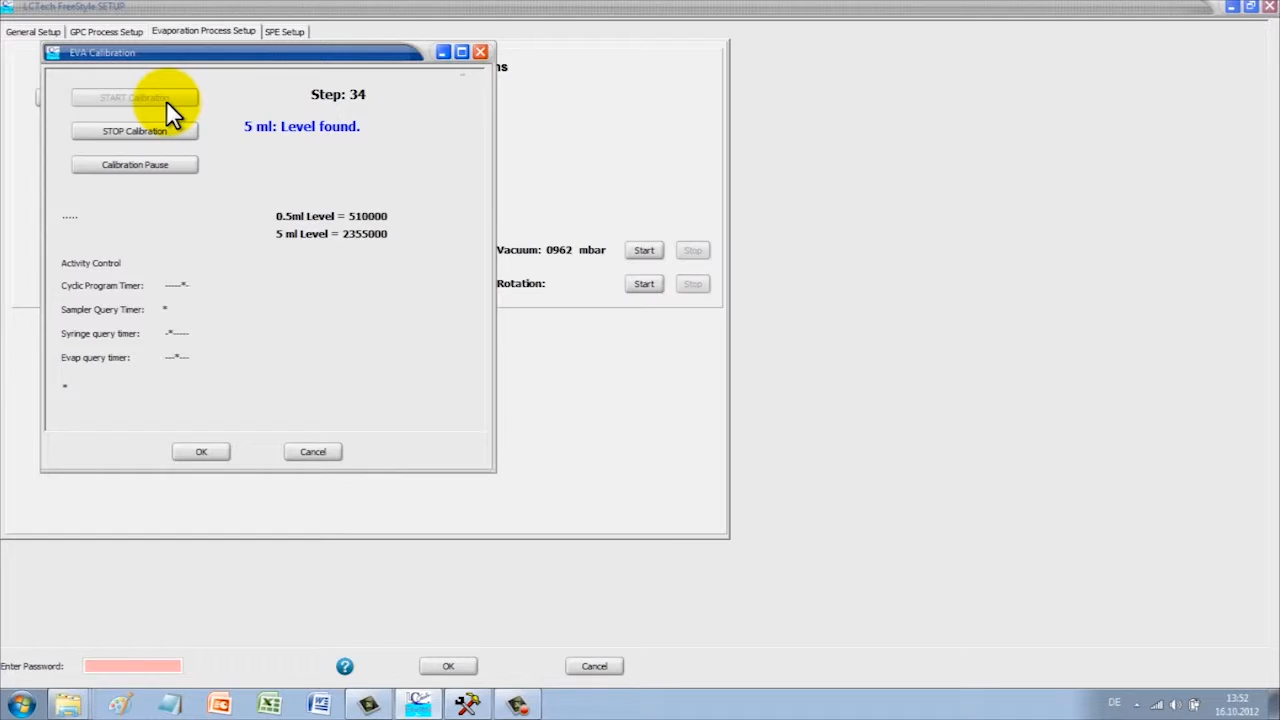 LCTech FreeStyle SETUP
General Setup GPC Process Setup Evaporation Process Setup SPE Setup
EVA Calibration
ns
START Calibration
Step: 34
STOP Calibration
5 ml: Level found.
Calibration Pause
.....
0.5ml Level = 510000
5 ml Level = 2355000
Vacuum: 0962 mbar Start Stop
Activity Control
Cyclic Program Timer: -----*-
Rotation: Start Stop
Sampler Query Timer: *
Syringe query timer: -*-----
Evap query timer: ---*---
*
OK Cancel
Enter Password: ? OK Cancel
DE 13:52
16.10.2012